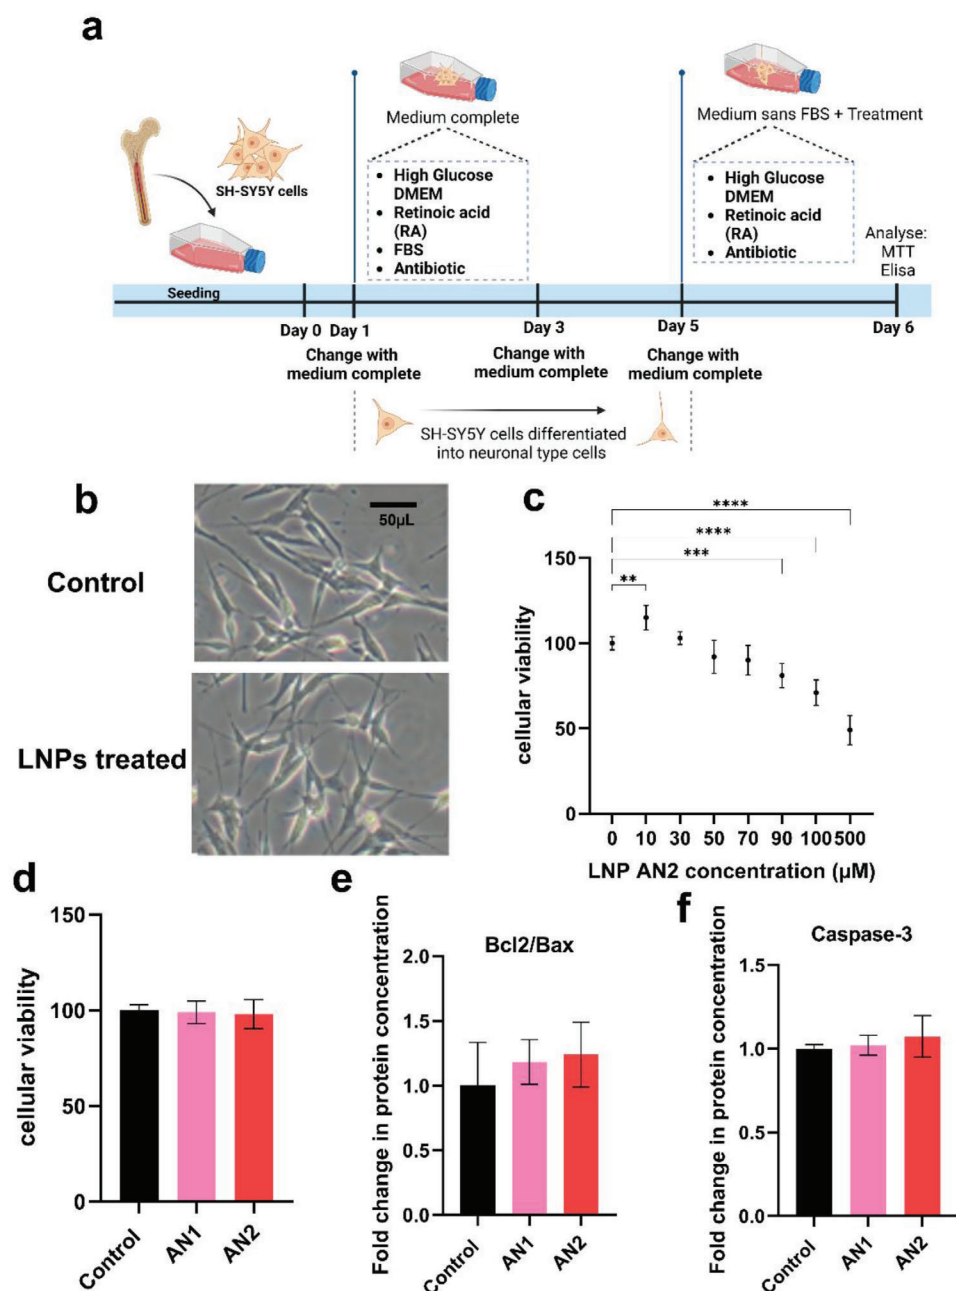 a
Medium complete
Medium sans FBS + Treatment
SH-SY5Y cells
• High Glucose
DMEM
• Retinoic acid
(RA)
• FBS
• Antibiotic
• High Glucose
DMEM
• Retinoic acid
(RA)
• Antibiotic
Analyse:
MTT
Elisa
Seeding
Day 0
Day 1
Day 3
Day 5
Day 6
Change with
medium complete
Change with
medium complete
Change with
medium complete
SH-SY5Y cells differentiated
into neuronal type cells
b
Control
50µL
LNPs treated
c
****
****
***
**
cellular viability
150
100
50
0
0 10 30 50 70 90 100 500
LNP AN2 concentration (µM)
d
cellular viability
150
100
50
0
Control
AN1
AN2
e
Bcl2/Bax
Fold change in protein concentration
2.0
1.5
1.0
0.5
0.0
Control
AN1
AN2
f
Caspase-3
Fold change in protein concentration
1.5
1.0
0.5
0.0
Control
AN1
AN2